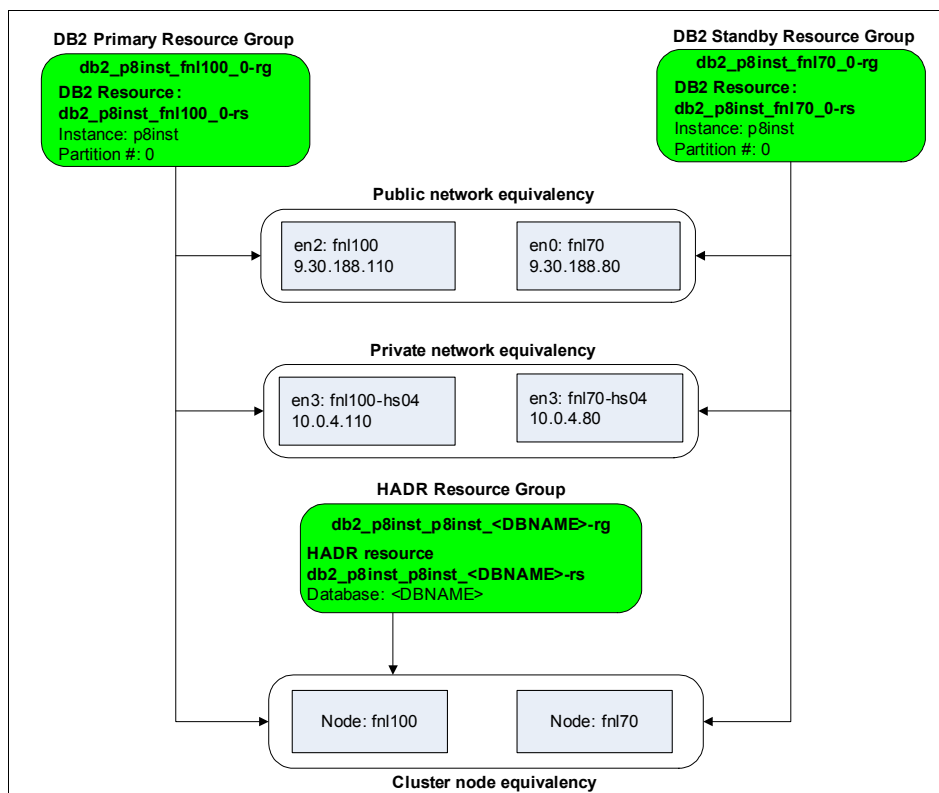 DB2 Primary Resource Group
db2_p8inst_fnl100_0-rg
DB2 Resource:
db2_p8inst_fnl100_0-rs
Instance: p8inst
Partition #: 0
DB2 Standby Resource Group
db2_p8inst_fnl70_0-rg
DB2 Resource:
db2_p8inst_fnl70_0-rs
Instance: p8inst
Partition #: 0
Public network equivalency
en2: fnl100
9.30.188.110
en0: fnl70
9.30.188.80
Private network equivalency
en3: fnl100-hs04
10.0.4.110
en3: fnl70-hs04
10.0.4.80
HADR Resource Group
db2_p8inst_p8inst_<DBNAME>-rg
HADR resource
db2_p8inst_p8inst_<DBNAME>-rs
Database: <DBNAME>
Node: fnl100
Node: fnl70
Cluster node equivalency